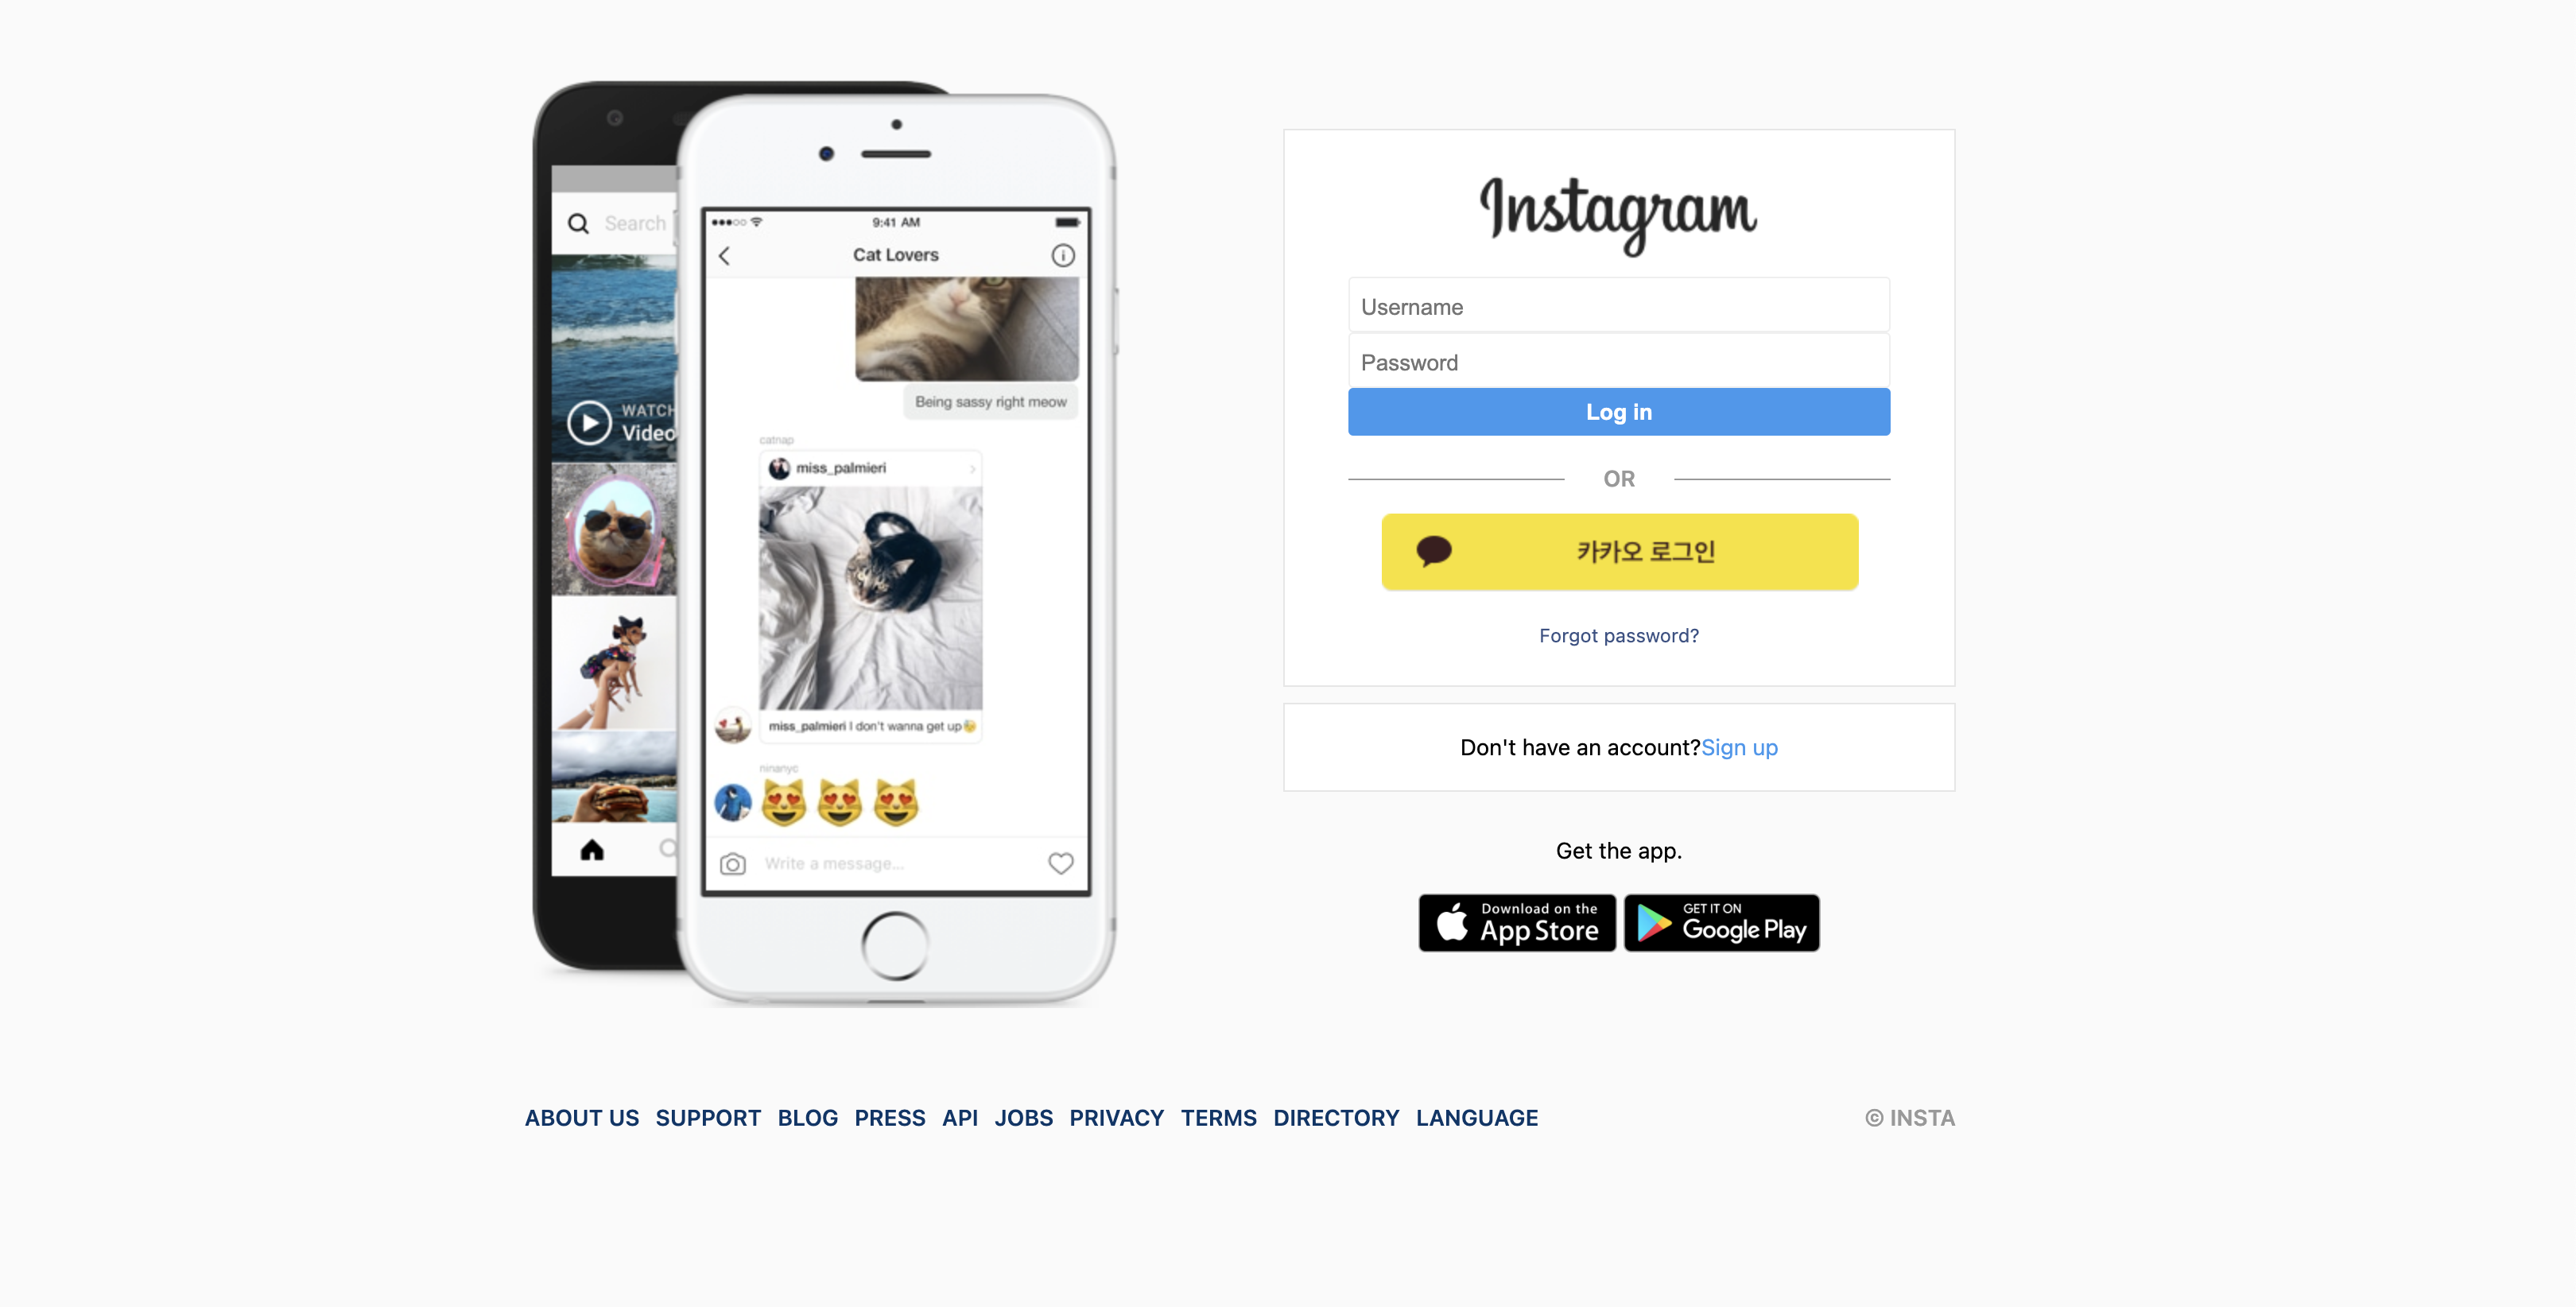 Search
WATCH
Video
9:41 AM
Cat Lovers
Being sassy right meow
catnap
miss_palmieri
miss_palmieri I don't wanna get up
ninanyc
Write a message...
Instagram
Username
Password
Log in
OR
카카오 로그인
Forgot password?
Don't have an account?Sign up
Get the app.
Download on the
App Store
GET IT ON
Google Play
ABOUT US SUPPORT BLOG PRESS API JOBS PRIVACY TERMS DIRECTORY LANGUAGE
© INSTA